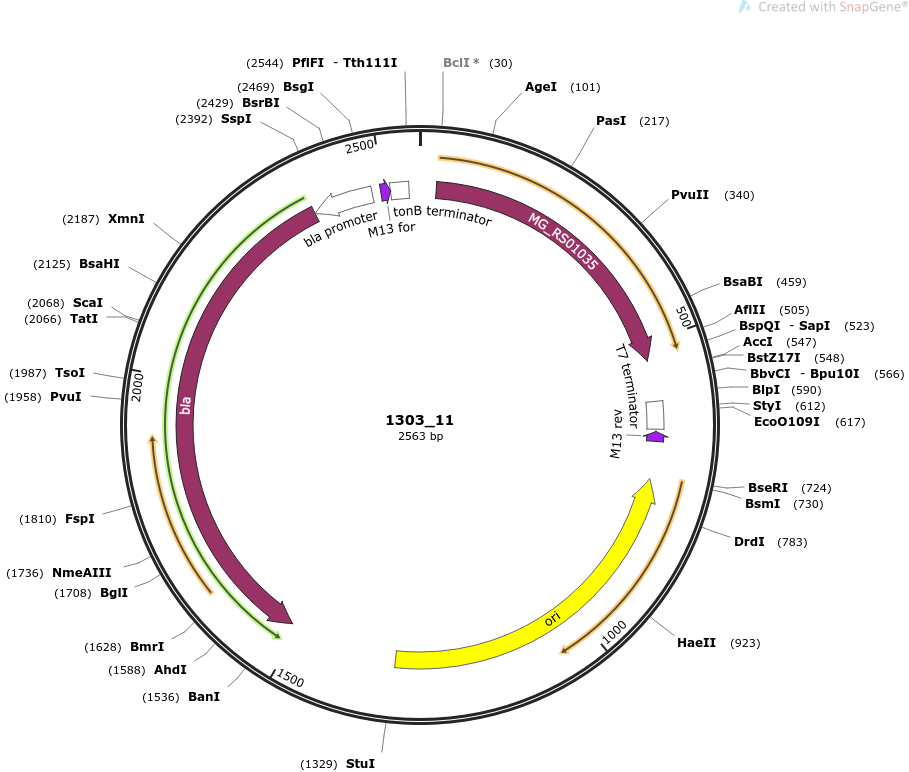 Created with SnapGene®
(2544) PflFI - Tth111I
BclI * (30)
(2469) BsgI
AgeI (101)
(2429) BsrBI
(2392) SspI
PasI (217)
2500
tonB terminator
bla promoter
M13 for
MG_RS01035
PvuII (340)
(2187) XmnI
(2125) BsaHI
BsaBI (459)
(2068) ScaI
(2066) TatI
500
AflII (505)
BspQI - SapI (523)
AccI (547)
BstZ17I (548)
(1987) TsoI
BbvCI - Bpu10I (566)
2000
T7 terminator
BlpI (590)
(1958) PvuI
StyI (612)
bla
EcoO109I (617)
1303_11
2563 bp
M13 rev
BseRI (724)
BsmI (730)
(1810) FspI
DrdI (783)
(1736) NmeAIII
(1708) BglI
ori
1000
HaeII (923)
(1628) BmrI
(1588) AhdI
1500
(1536) BanI
(1329) StuI